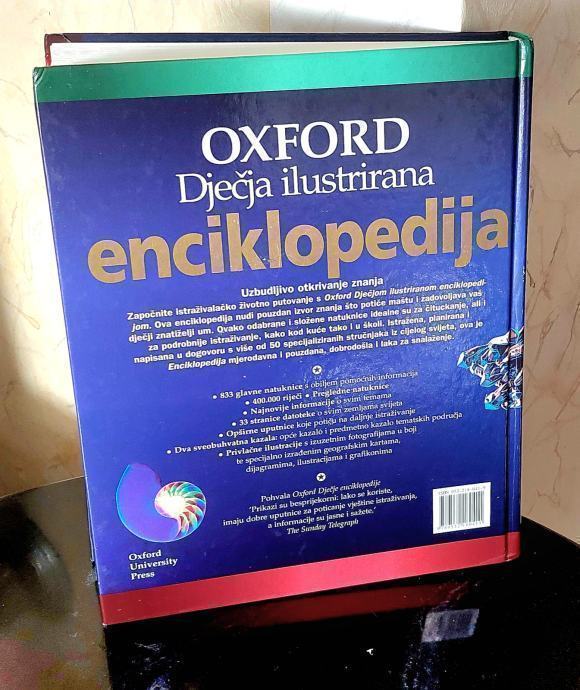 OXFORD
Dječja ilustrirana
enciklopedija
Uzbudljivo otkrivanje znanja
Započnite istraživalačko životno putovanje s Oxford Dječjom ilustriranom enciklopedi-
jom. Ova enciklopedija nudi pouzdan izvor znanja što potiče maštu i zadovoljava vaš
dječji znatiželji um. Ovako odabrane i složene natuknice idealne su za čituckanje, ali i
za podrobnije istraživanje, kako kod kuće tako i u školi. Istražena, planirana i
napisana u dogovoru s više od 50 specijaliziranih stručnjaka iz cijelog svijeta, ova je
Enciklopedija mjerodavna i pouzdana, dobrodošla i laka za snalaženje.
• 833 glavne natuknice s obiljem pomoćnih informacija
• 400.000 riječi • Pregledne natuknice
• Najnovije informacije o svim temama
• 33 stranice datoteke o svim zemljama svijeta
• Opširne uputnice koje potiču na daljnje istraživanje
• Dva sveobuhvatna kazala: opće kazalo i predmetno kazalo tematskih područja
• Privlačne ilustracije s izuzetnim fotografijama u boji
te specijalno izrađenim geografskim kartama,
dijagramima, ilustracijama i grafikonima
Pohvala Oxford Dječje enciklopedije
'Prikazi su besprijekorni: lako se koriste,
imaju dobre uputnice za poticanje vještine istraživanja,
a informacije su jasne i sažete.'
The Sunday Telegraph
Oxford
University
Press